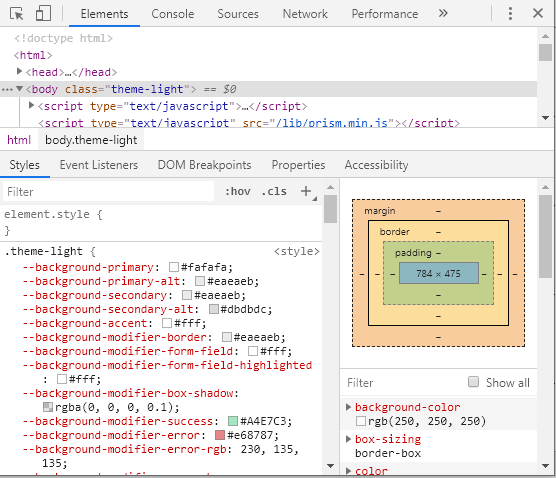 Elements Console Sources Network Performance »
<!doctype html>
<html>
<head>…</head>
<body class="theme-light"> == $0
<script type="text/javascript">…</script>
<script type="text/javascript" src="/lib/prism.min.js"></script>
html body.theme-light
Styles Event Listeners DOM Breakpoints Properties Accessibility
Filter :hov .cls +
element.style {
}
.theme-light { <style>
--background-primary: #fafafa;
--background-primary-alt: #eaeaeb;
--background-secondary: #eaeaeb;
--background-secondary-alt: #dbdbdc;
--background-accent: #fff;
--background-modifier-border: #eaeaeb;
--background-modifier-form-field: #fff;
--background-modifier-form-field-highlighted
: #fff;
--background-modifier-box-shadow:
rgba(0, 0, 0, 0.1);
--background-modifier-success: #A4E7C3;
--background-modifier-error: #e68787;
--background-modifier-error-rgb: 230, 135,
135;
margin –
border –
padding –
– – – 784 × 475 – – –
–
–
–
Filter Show all
background-color
rgb(250, 250, 250)
box-sizing
border-box
color